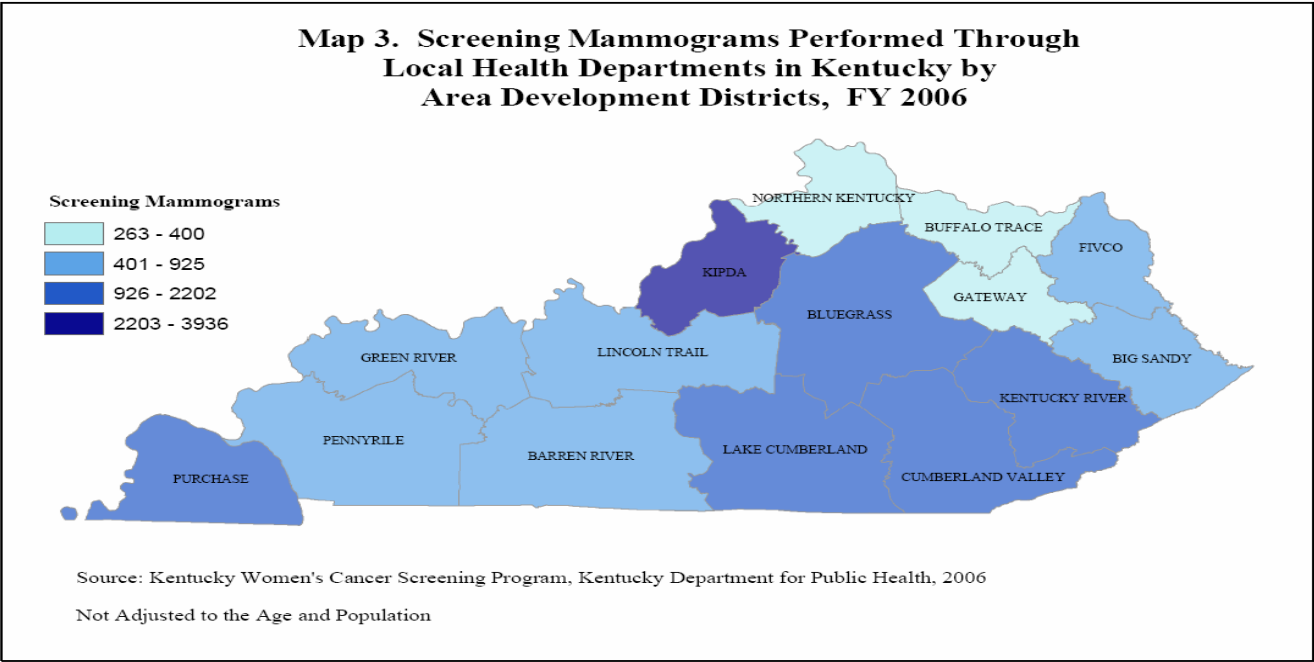 Map 3.  Screening Mammograms Performed Through
Local Health Departments in Kentucky by
Area Development Districts,  FY 2006
Screening Mammograms
263 - 400
401 - 925
926 - 2202
2203 - 3936
NORTHERN KENTUCKY
BUFFALO TRACE
FIVCO
KIPDA
GATEWAY
BLUEGRASS
GREEN RIVER
LINCOLN TRAIL
BIG SANDY
KENTUCKY RIVER
PENNYRILE
BARREN RIVER
LAKE CUMBERLAND
PURCHASE
CUMBERLAND VALLEY
Source: Kentucky Women's Cancer Screening Program, Kentucky Department for Public Health, 2006
Not Adjusted to the Age and Population